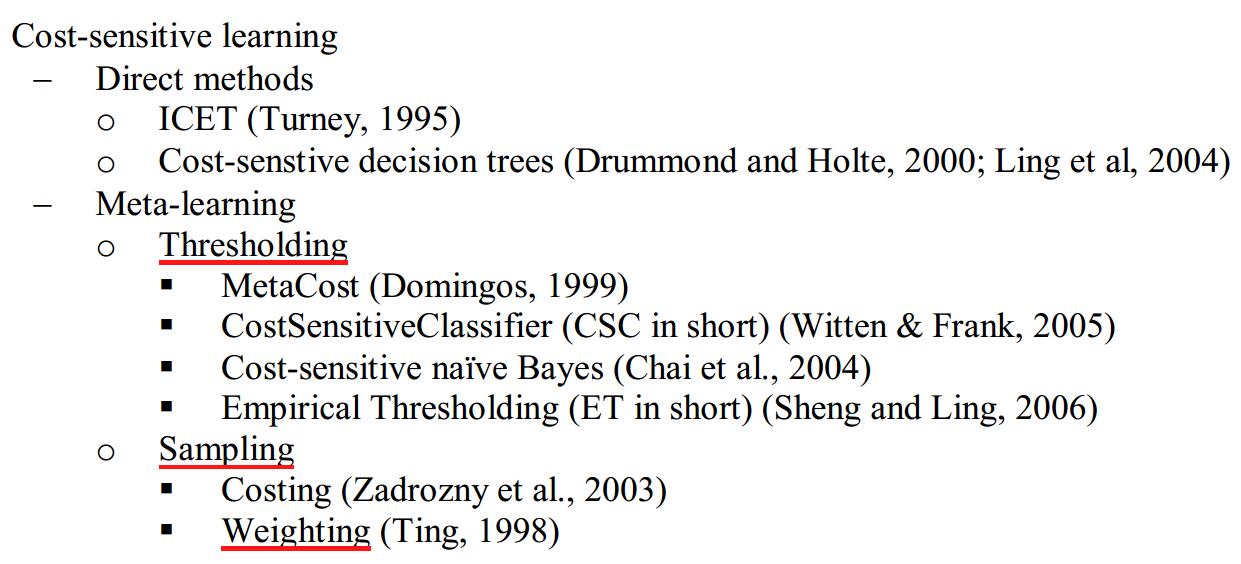 Cost-sensitive learning
– Direct methods
o ICET (Turney, 1995)
o Cost-senstive decision trees (Drummond and Holte, 2000; Ling et al, 2004)
– Meta-learning
o Thresholding
▪ MetaCost (Domingos, 1999)
▪ CostSensitiveClassifier (CSC in short) (Witten & Frank, 2005)
▪ Cost-sensitive naïve Bayes (Chai et al., 2004)
▪ Empirical Thresholding (ET in short) (Sheng and Ling, 2006)
o Sampling
▪ Costing (Zadrozny et al., 2003)
▪ Weighting (Ting, 1998)